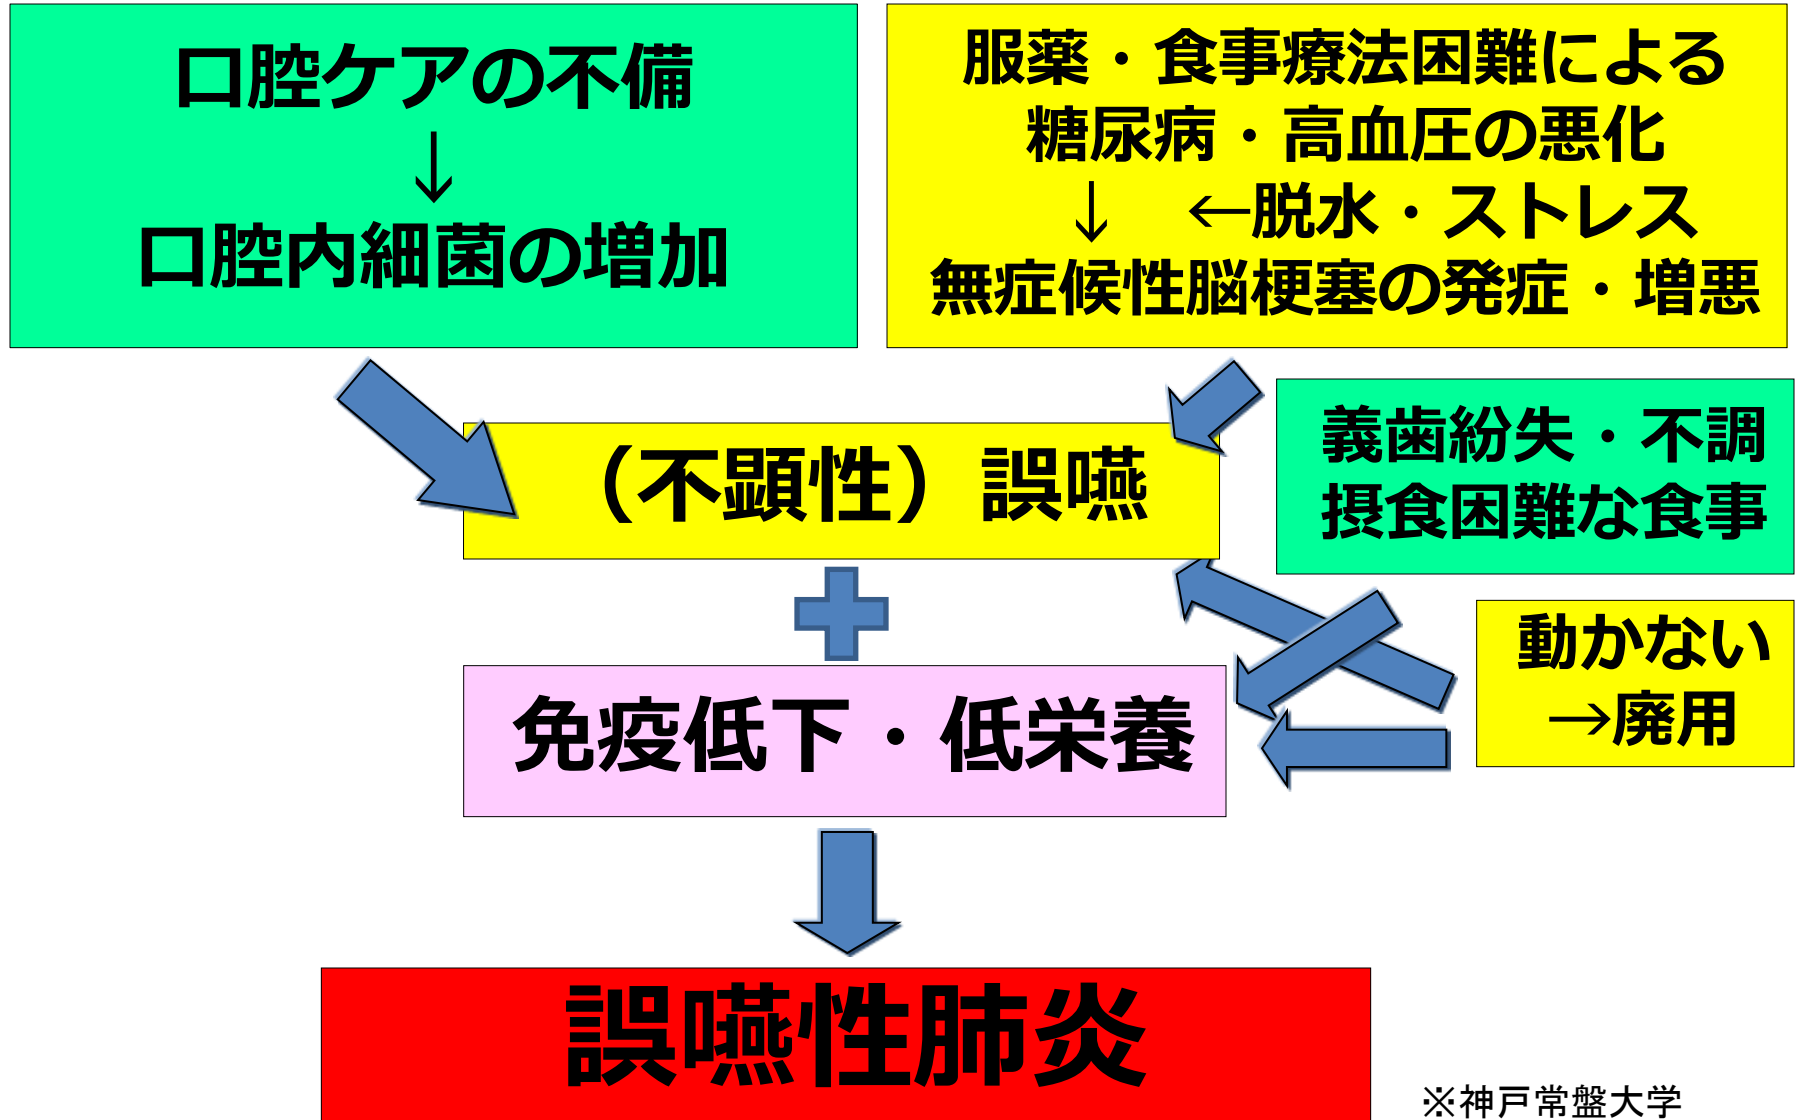 口腔ケアの不備
↓
口腔内細菌の増加
服薬・食事療法困難による
糖尿病・高血圧の悪化
↓ ←脱水・ストレス
無症候性脳梗塞の発症・増悪
（不顕性）誤嚥
義歯紛失・不調
摂食困難な食事
動かない
→廃用
免疫低下・低栄養
誤嚥性肺炎
※神戸常盤大学